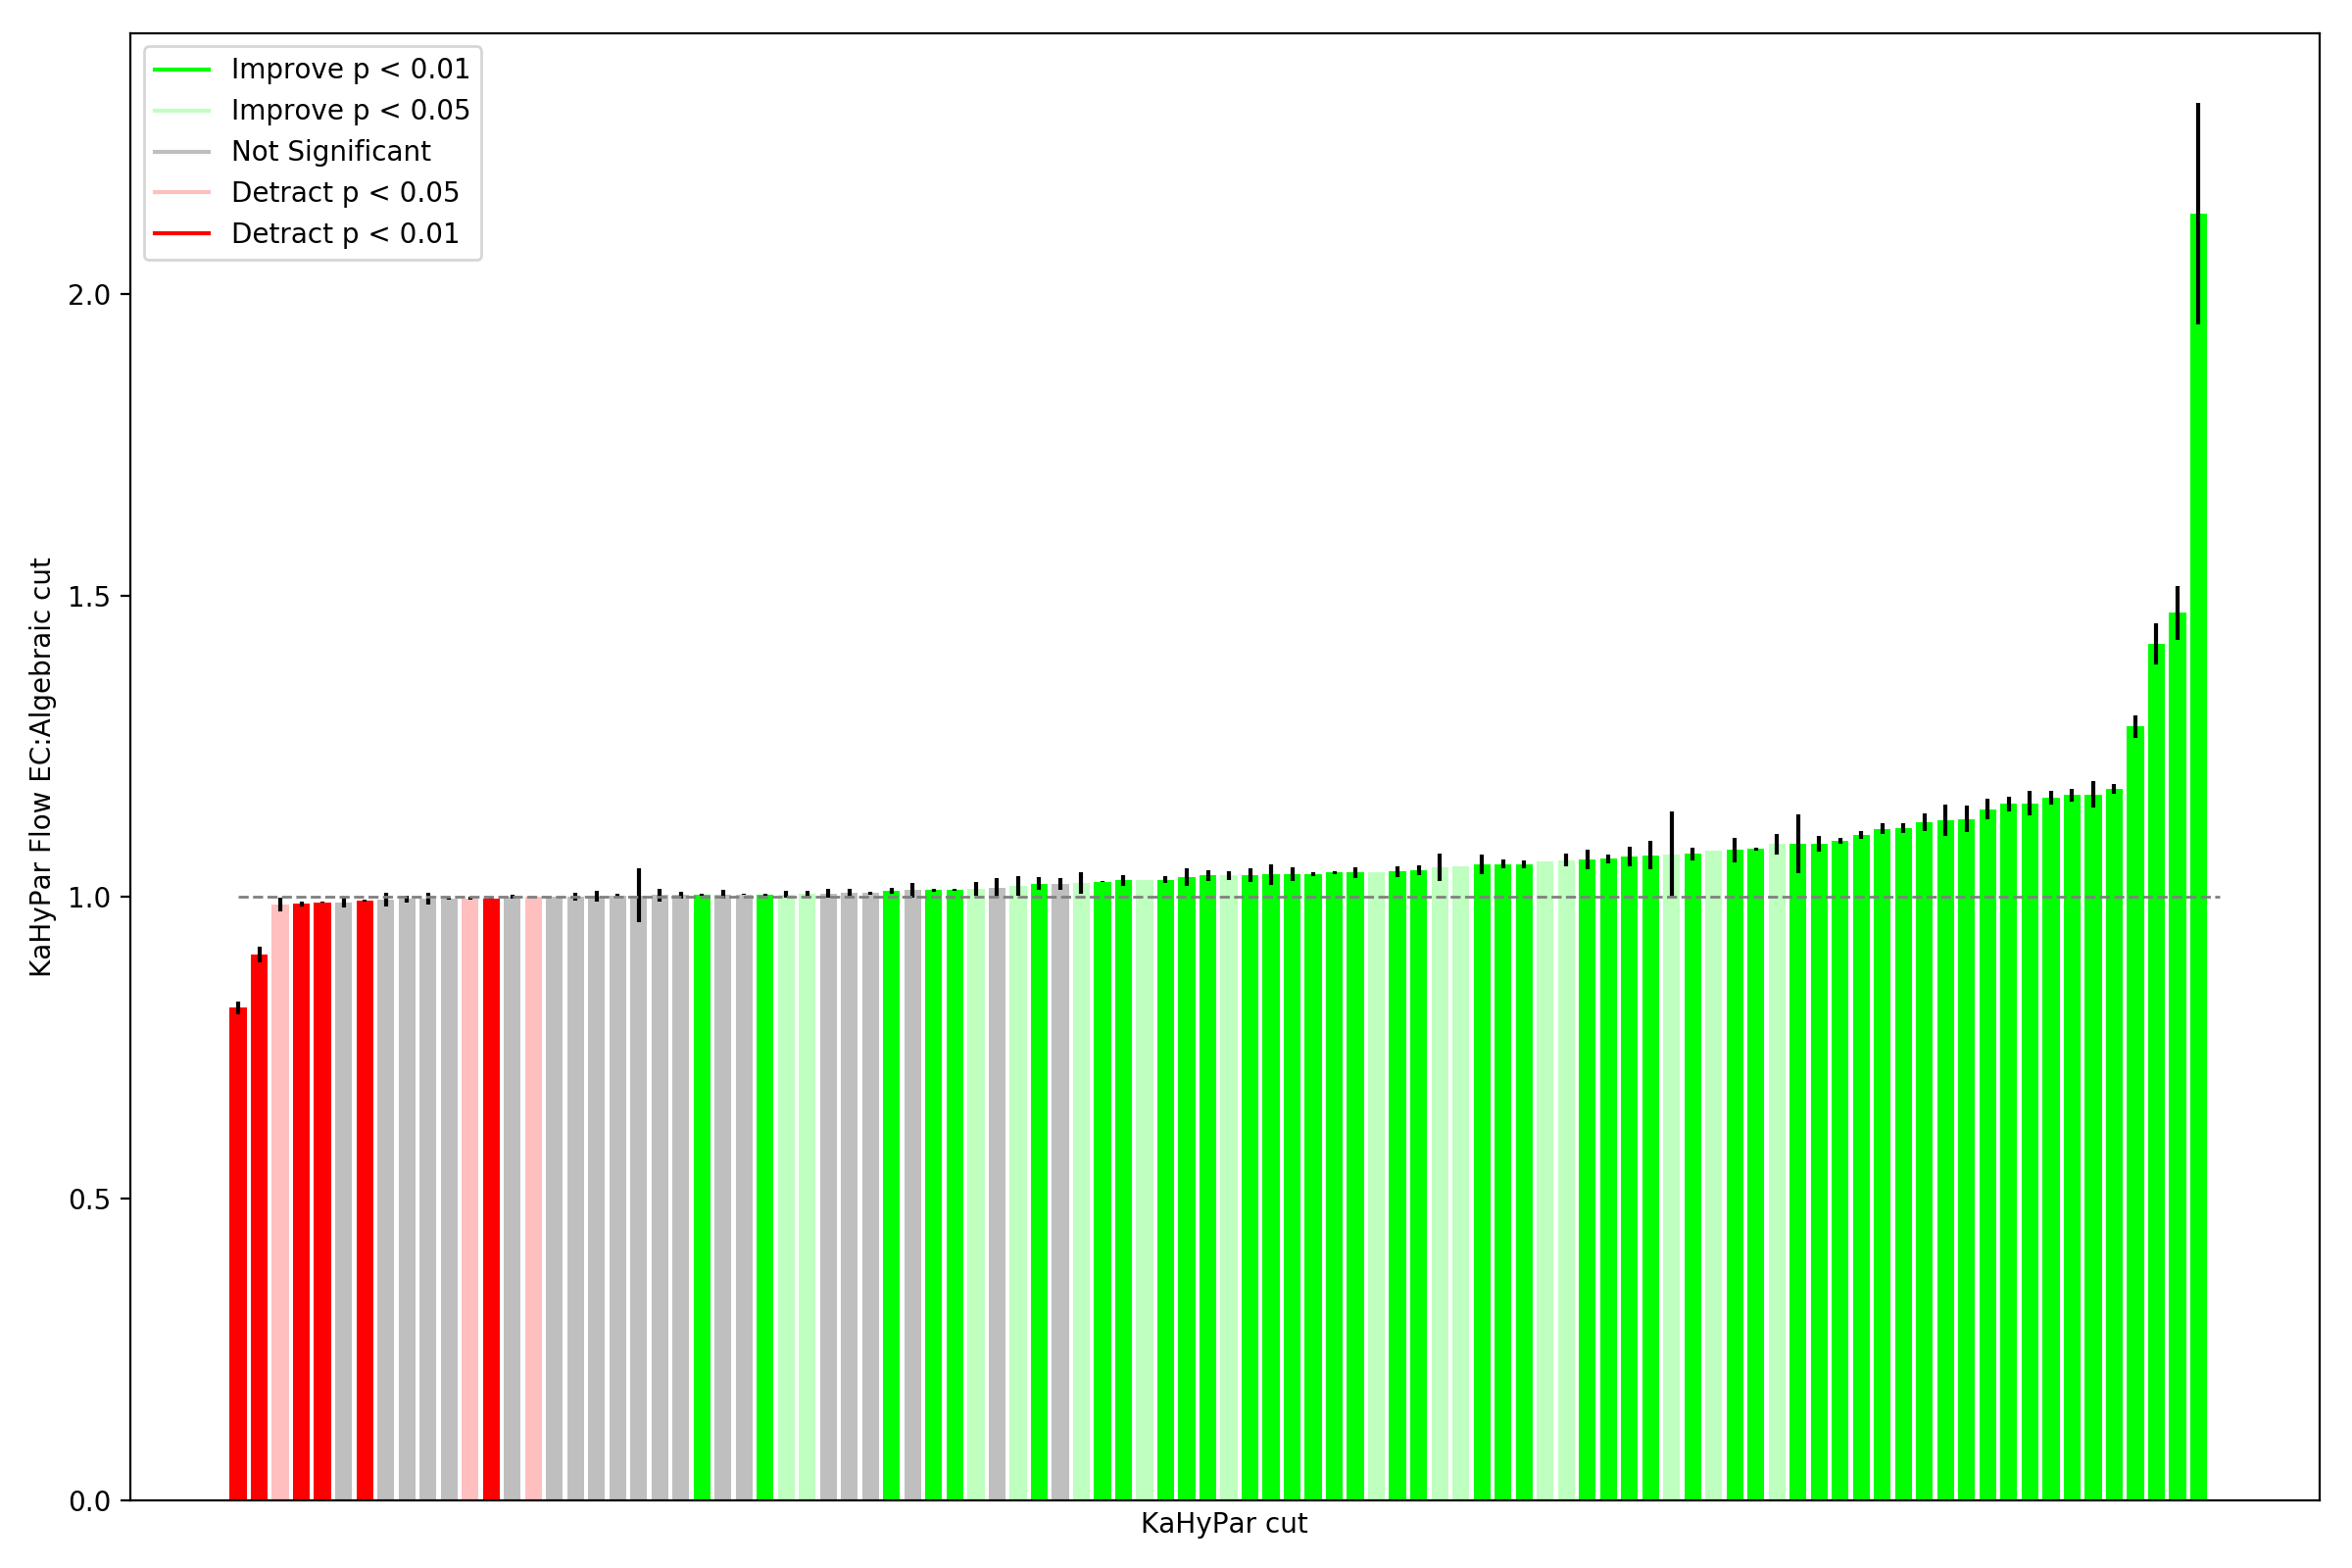 Improve p < 0.01
Improve p < 0.05
Not Significant
Detract p < 0.05
Detract p < 0.01
KaHyPar Flow EC:Algebraic cut
2.0
1.5
1.0
0.5
0.0
KaHyPar cut